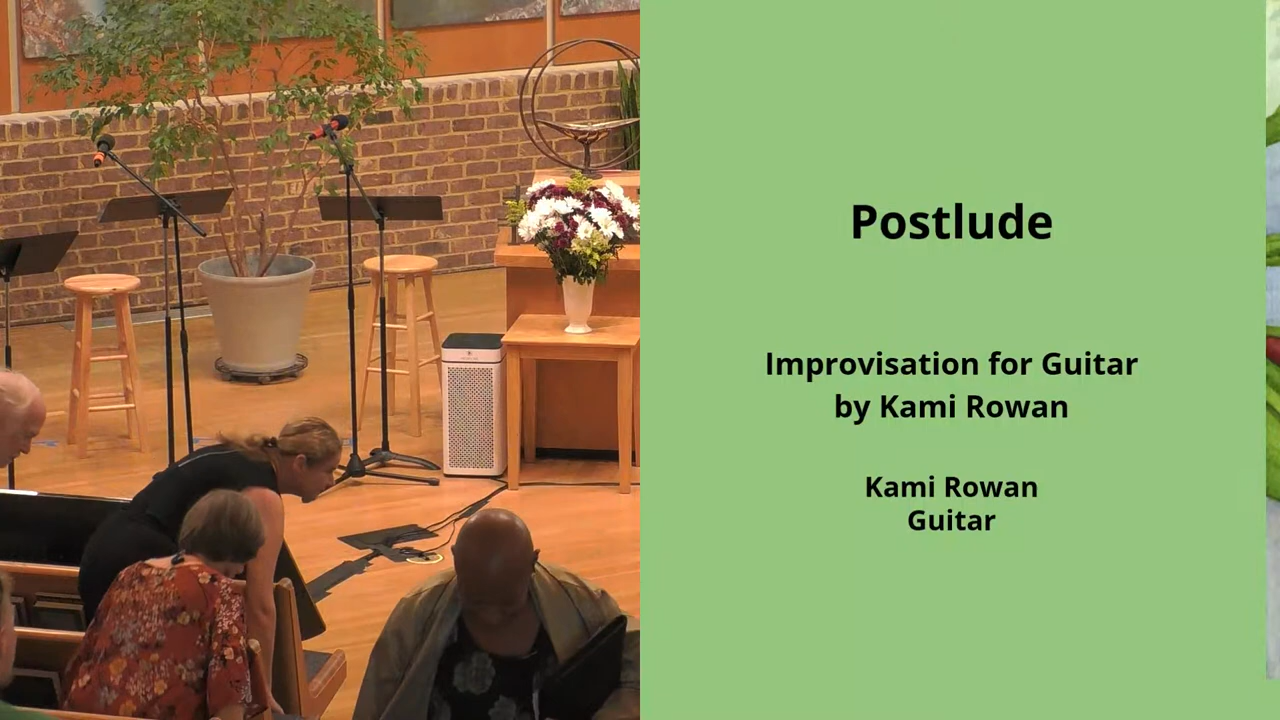 Postlude
Improvisation for Guitar
by Kami Rowan
Kami Rowan
Guitar